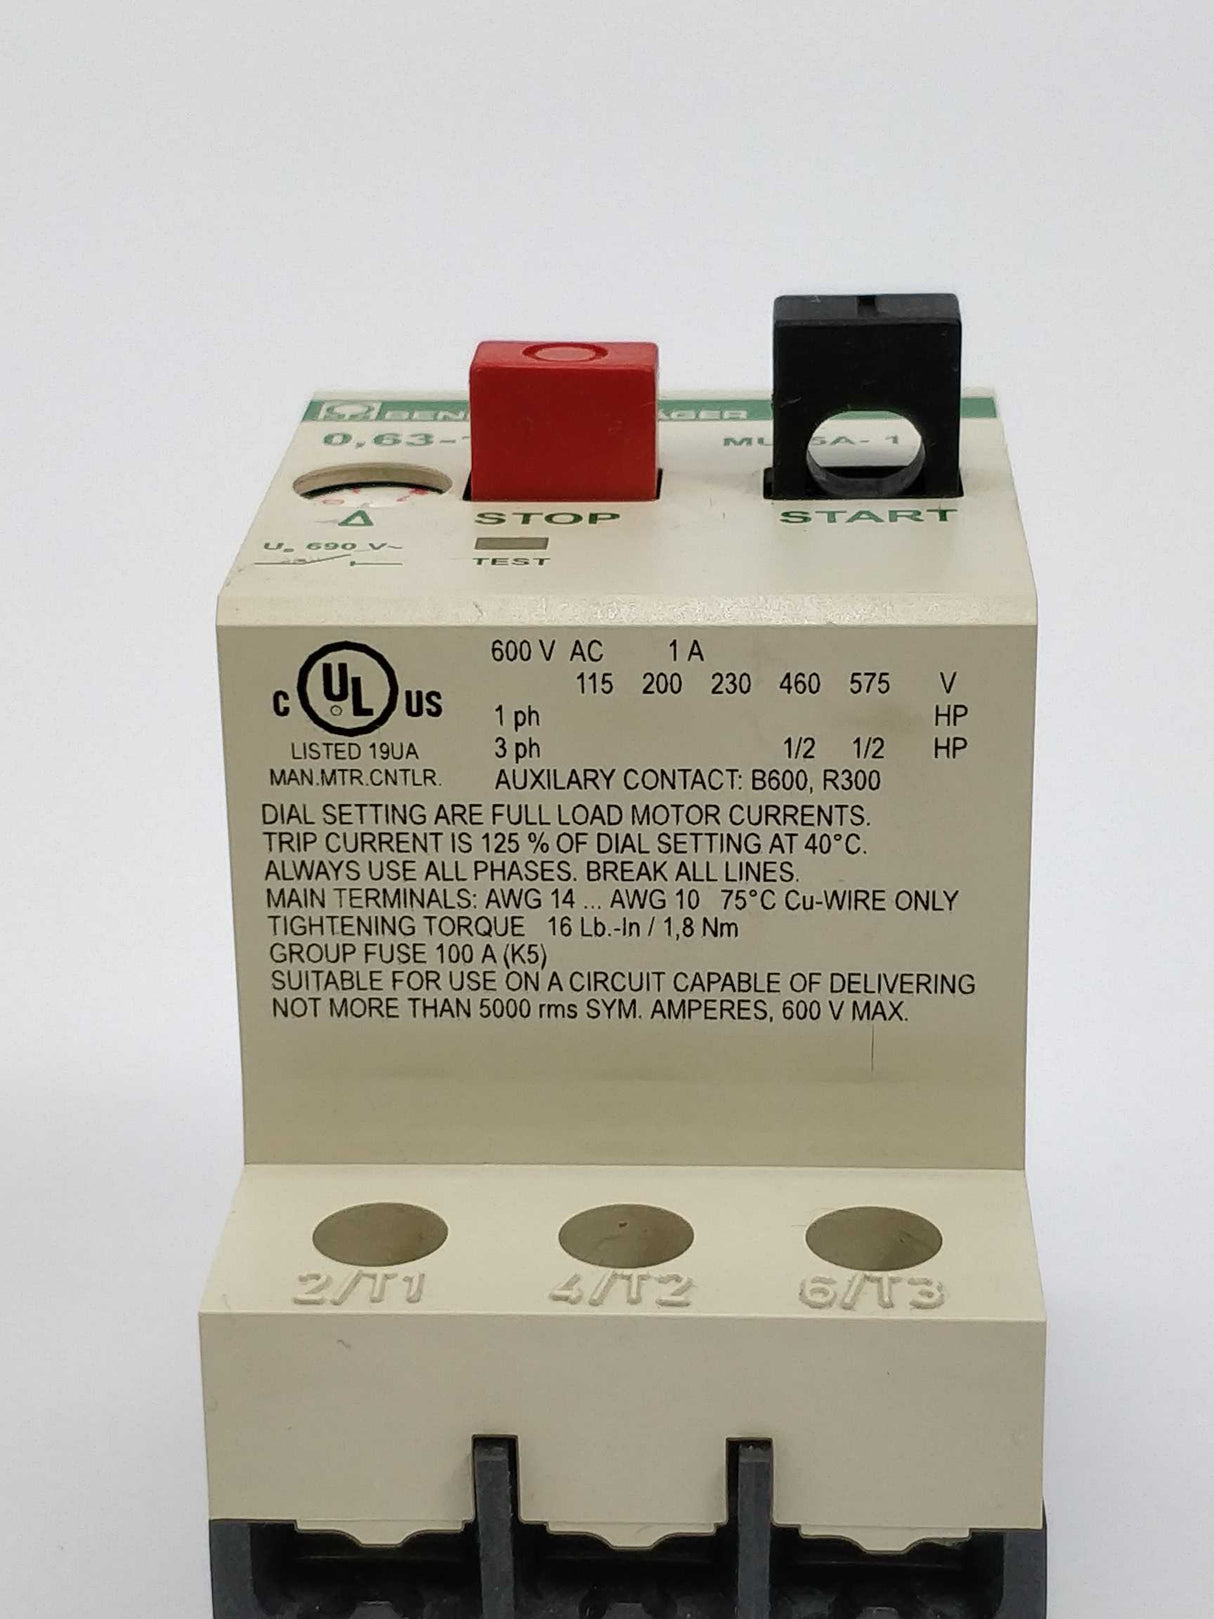 0,63-
STOP
START
690 V~
TEST
C UL US
LISTED 19UA
MAN.MTR.CNTLR.
600 V AC 1 A
115 200 230 460 575 V
1 ph HP
3 ph 1/2 1/2 HP
AUXILARY CONTACT: B600, R300
DIAL SETTING ARE FULL LOAD MOTOR CURRENTS.
TRIP CURRENT IS 125 % OF DIAL SETTING AT 40°C.
ALWAYS USE ALL PHASES. BREAK ALL LINES.
MAIN TERMINALS: AWG 14 ... AWG 10 75°C Cu-WIRE ONLY
TIGHTENING TORQUE 16 Lb.-In / 1,8 Nm
GROUP FUSE 100 A (K5)
SUITABLE FOR USE ON A CIRCUIT CAPABLE OF DELIVERING
NOT MORE THAN 5000 rms SYM. AMPERES, 600 V MAX.
2/T1 4/T2 6/T3